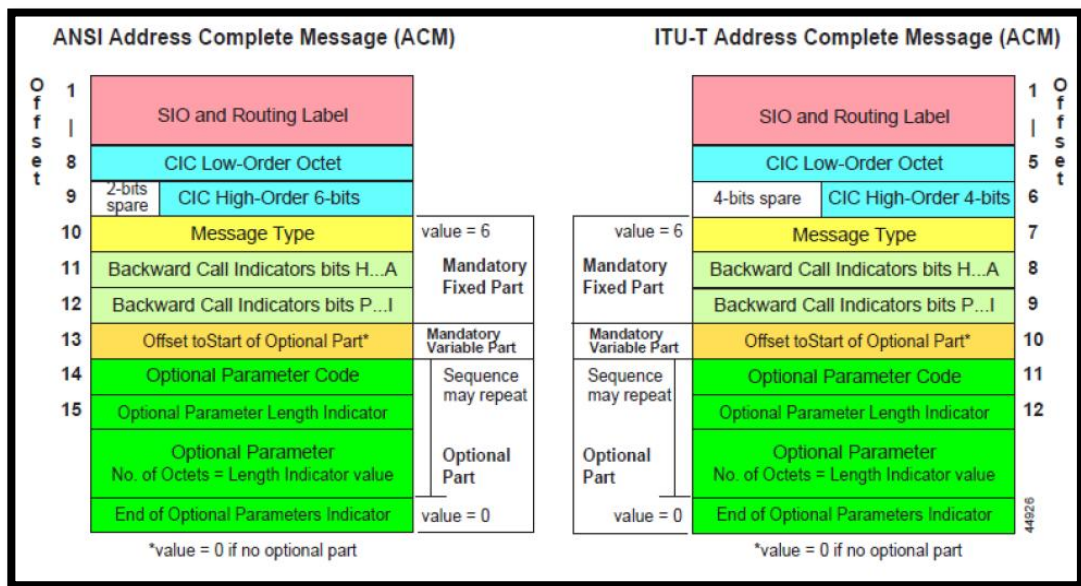 ANSI Address Complete Message (ACM)
Offset
1
|
8
9
10
11
12
13
14
15
SIO and Routing Label
CIC Low-Order Octet
2-bits
spare
CIC High-Order 6-bits
Message Type
Backward Call Indicators bits H...A
Backward Call Indicators bits P...I
Offset toStart of Optional Part*
Optional Parameter Code
Optional Parameter Length Indicator
Optional Parameter
No. of Octets = Length Indicator value
End of Optional Parameters Indicator
*value = 0 if no optional part
value = 6
Mandatory
Fixed Part
Mandatory
Variable Part
Sequence
may repeat
Optional
Part
value = 0
ITU-T Address Complete Message (ACM)
value = 6
Mandatory
Fixed Part
Mandatory
Variable Part
Sequence
may repeat
Optional
Part
value = 0
SIO and Routing Label
CIC Low-Order Octet
4-bits spare
CIC High-Order 4-bits
Message Type
Backward Call Indicators bits H...A
Backward Call Indicators bits P...I
Offset toStart of Optional Part*
Optional Parameter Code
Optional Parameter Length Indicator
Optional Parameter
No. of Octets = Length Indicator value
End of Optional Parameters Indicator
*value = 0 if no optional part
1
|
5
6
7
8
9
10
11
12
Offset
44926